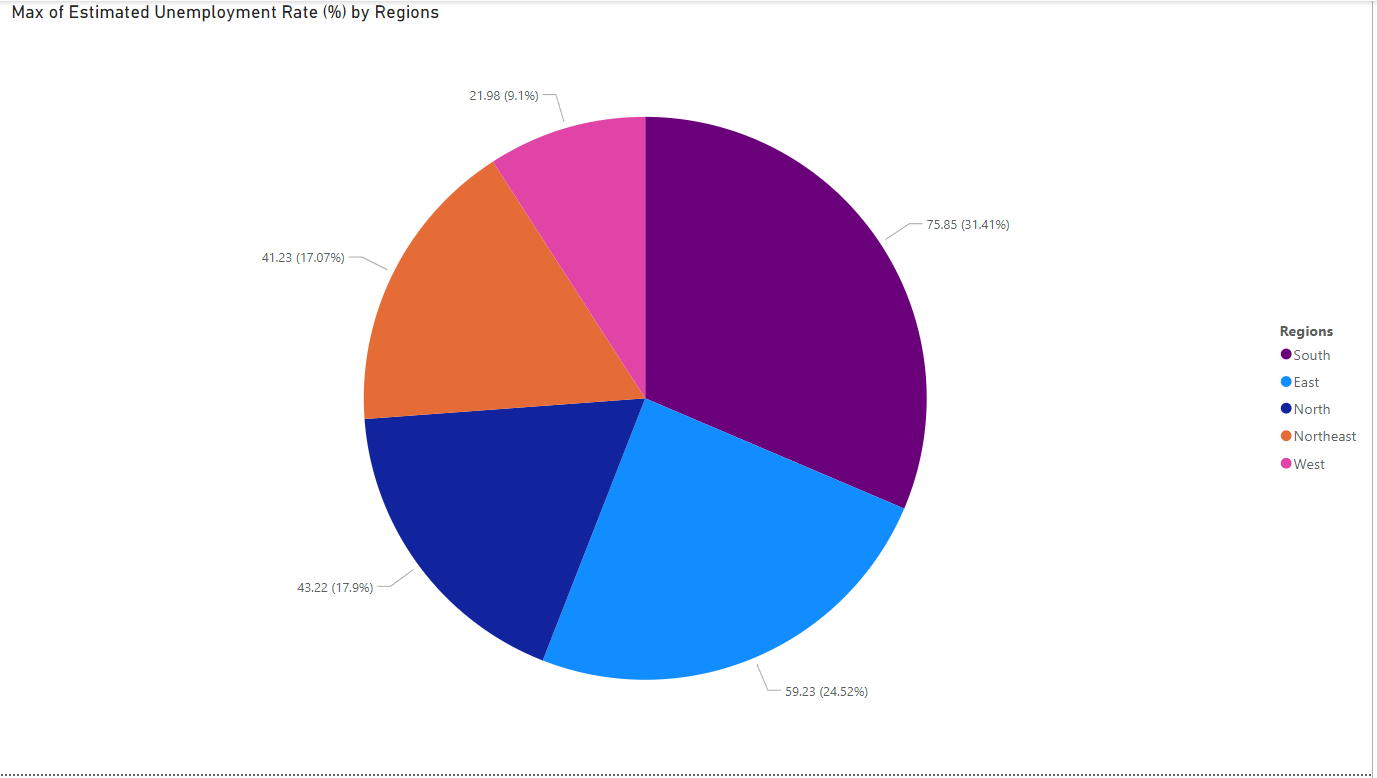 Max of Estimated Unemployment Rate (%) by Regions
21.98 (9.1%)
75.85 (31.41%)
41.23 (17.07%)
43.22 (17.9%)
59.23 (24.52%)
Regions
South
East
North
Northeast
West